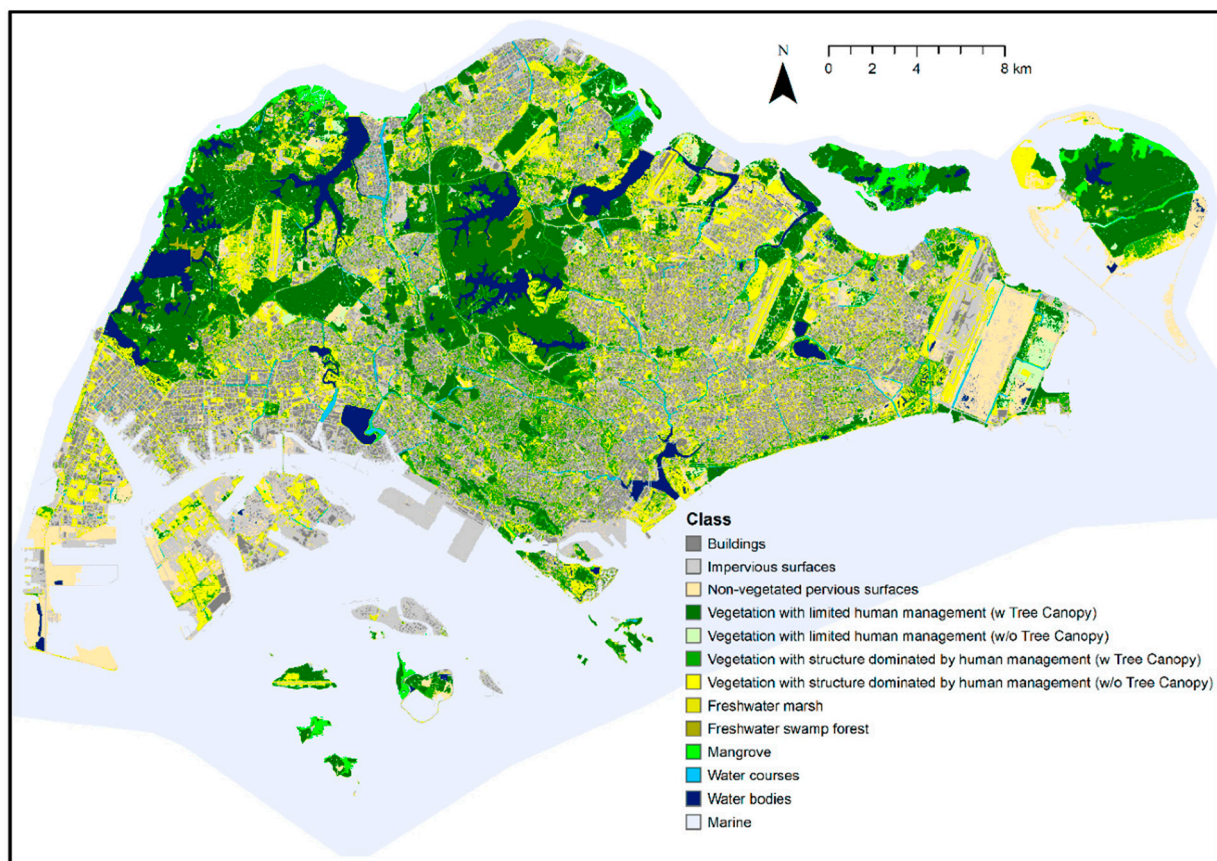 N
0 2 4 8 km
Class
Buildings
Impervious surfaces
Non-vegetated pervious surfaces
Vegetation with limited human management (w Tree Canopy)
Vegetation with limited human management (w/o Tree Canopy)
Vegetation with structure dominated by human management (w Tree Canopy)
Vegetation with structure dominated by human management (w/o Tree Canopy)
Freshwater marsh
Freshwater swamp forest
Mangrove
Water courses
Water bodies
Marine